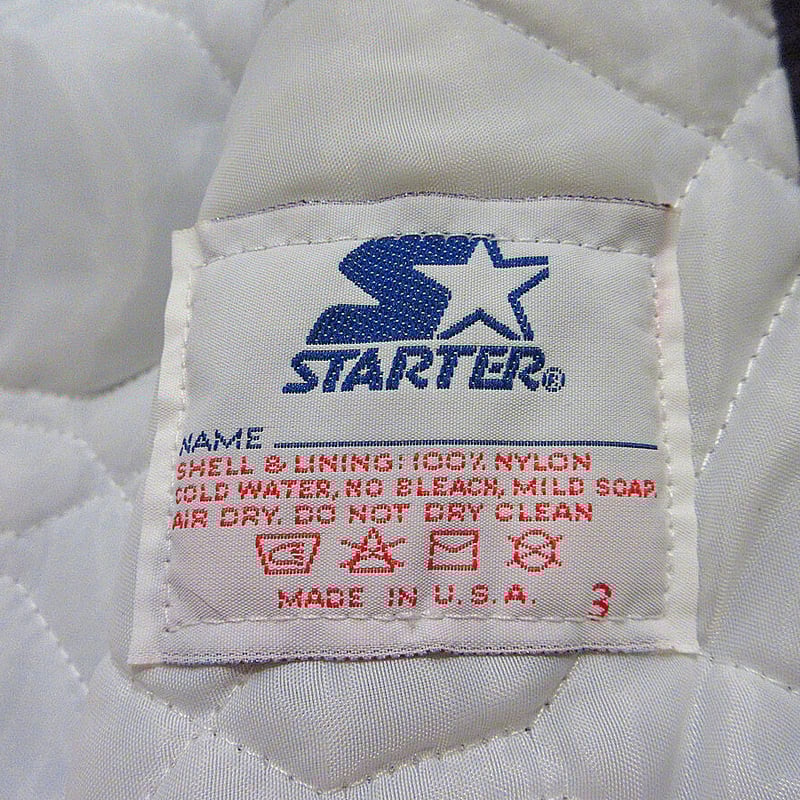 STARTER®
NAME
SHELL & LINING: 100% NYLON
COLD WATER, NO BLEACH, MILD SOAP.
AIR DRY. DO NOT DRY CLEAN
MADE IN U.S.A. 3